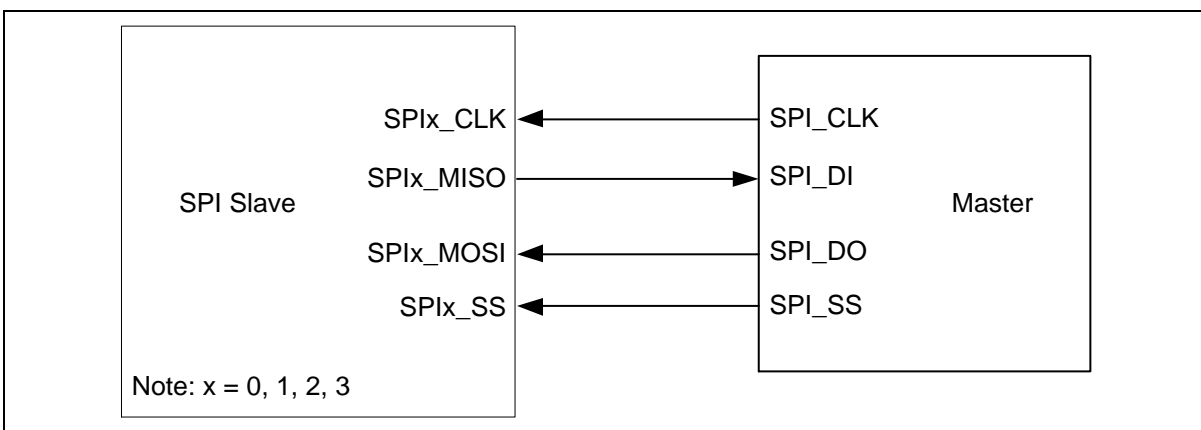 SPIx_CLK
SPI_CLK
SPIx_MISO
SPI_DI
SPI Slave
Master
SPIx_MOSI
SPI_DO
SPIx_SS
SPI_SS
Note: x = 0, 1, 2, 3